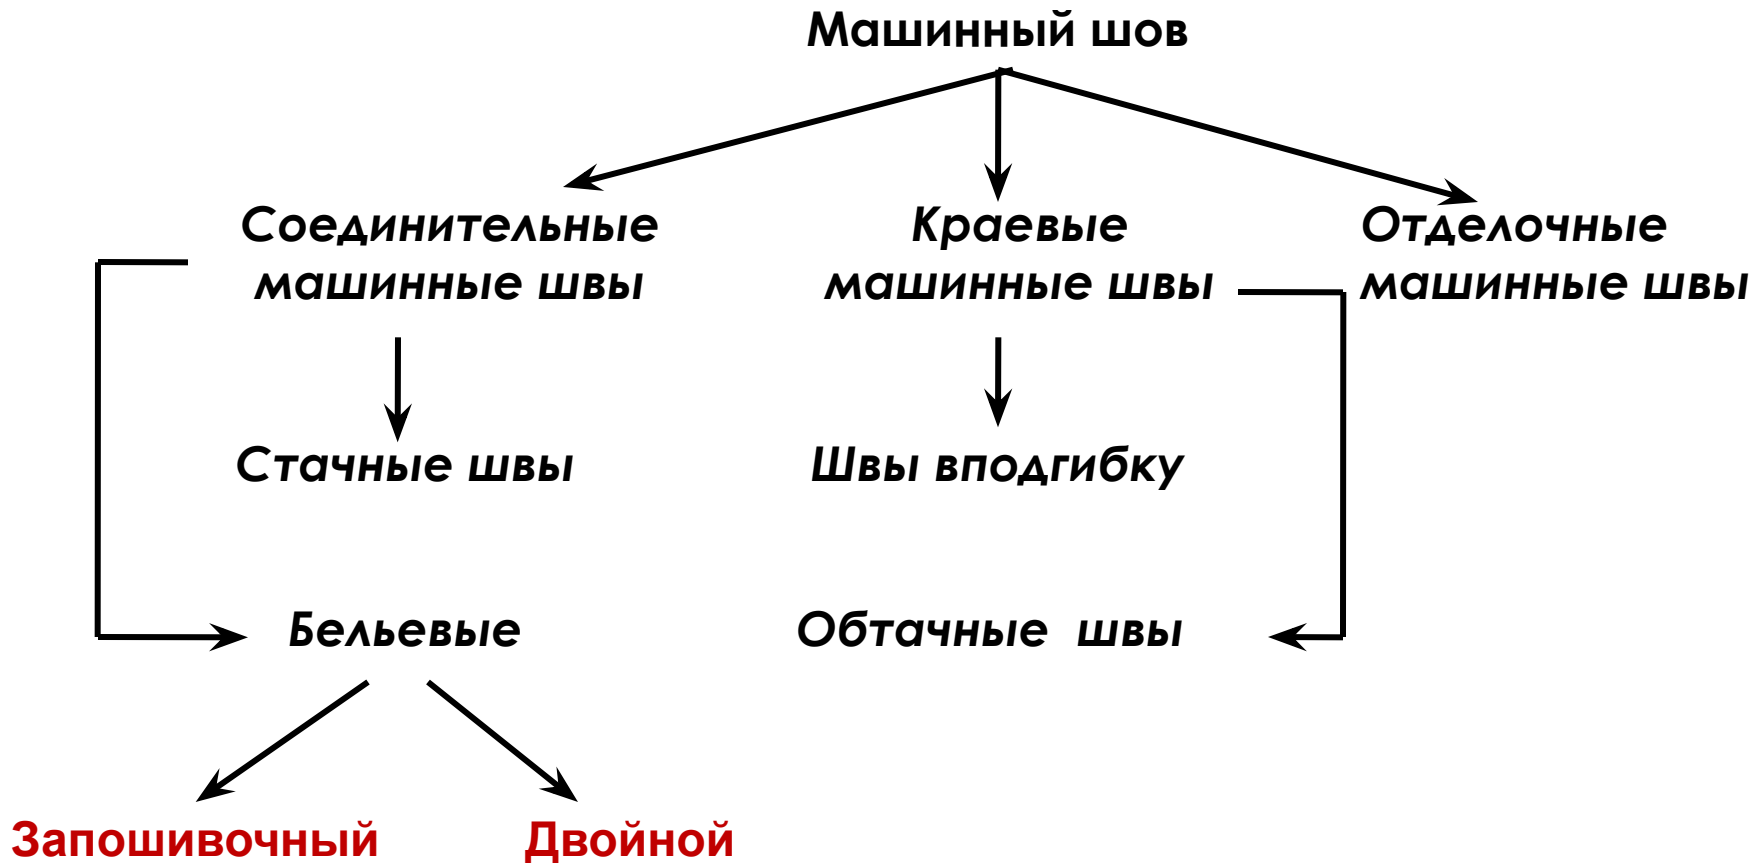 Машинный шов
Соединительные
машинные швы
Краевые
машинные швы
Отделочные
машинные швы
Стачные швы
Швы вподгибку
Бельевые
Обтачные швы
Запошивочный
Двойной